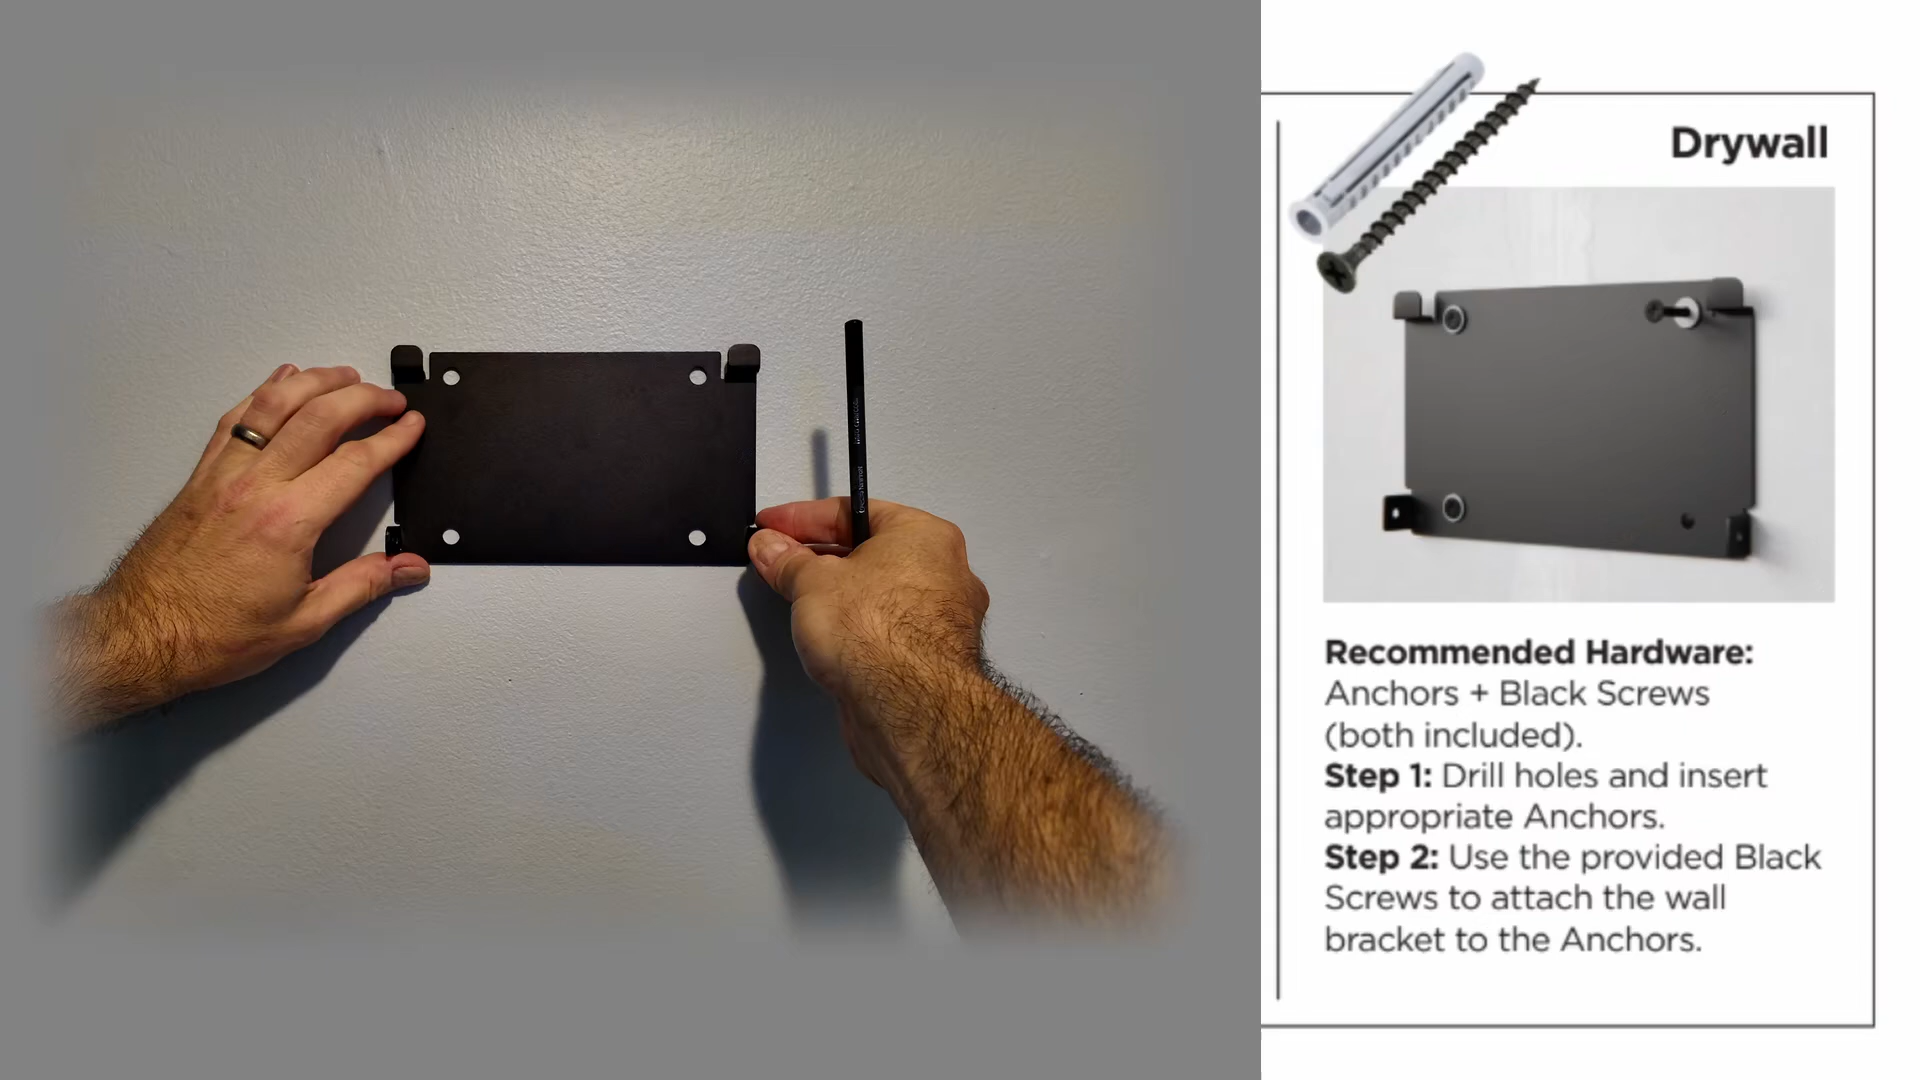 Drywall
Recommended Hardware:
Anchors + Black Screws
(both included).
Step 1: Drill holes and insert
appropriate Anchors.
Step 2: Use the provided Black
Screws to attach the wall
bracket to the Anchors.